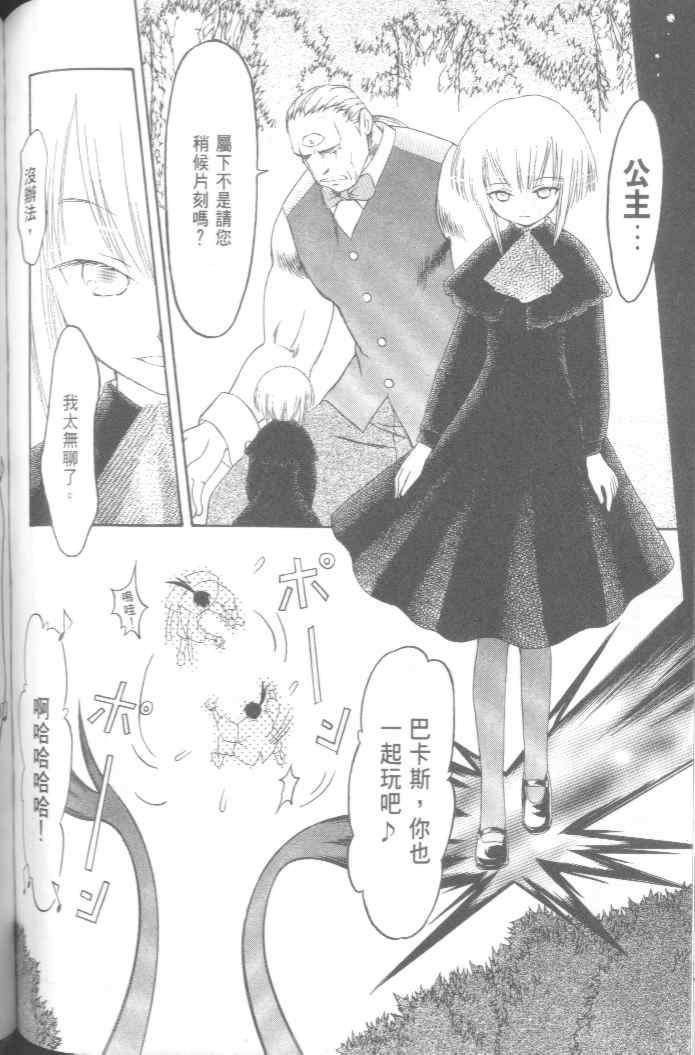 公主…
屬下不是請您
稍候片刻嗎？
沒辦法，
我太無聊了。
巴卡斯，你也
一起玩吧♪
ポーン
嗚哇！
ポーン
啊哈哈哈哈！